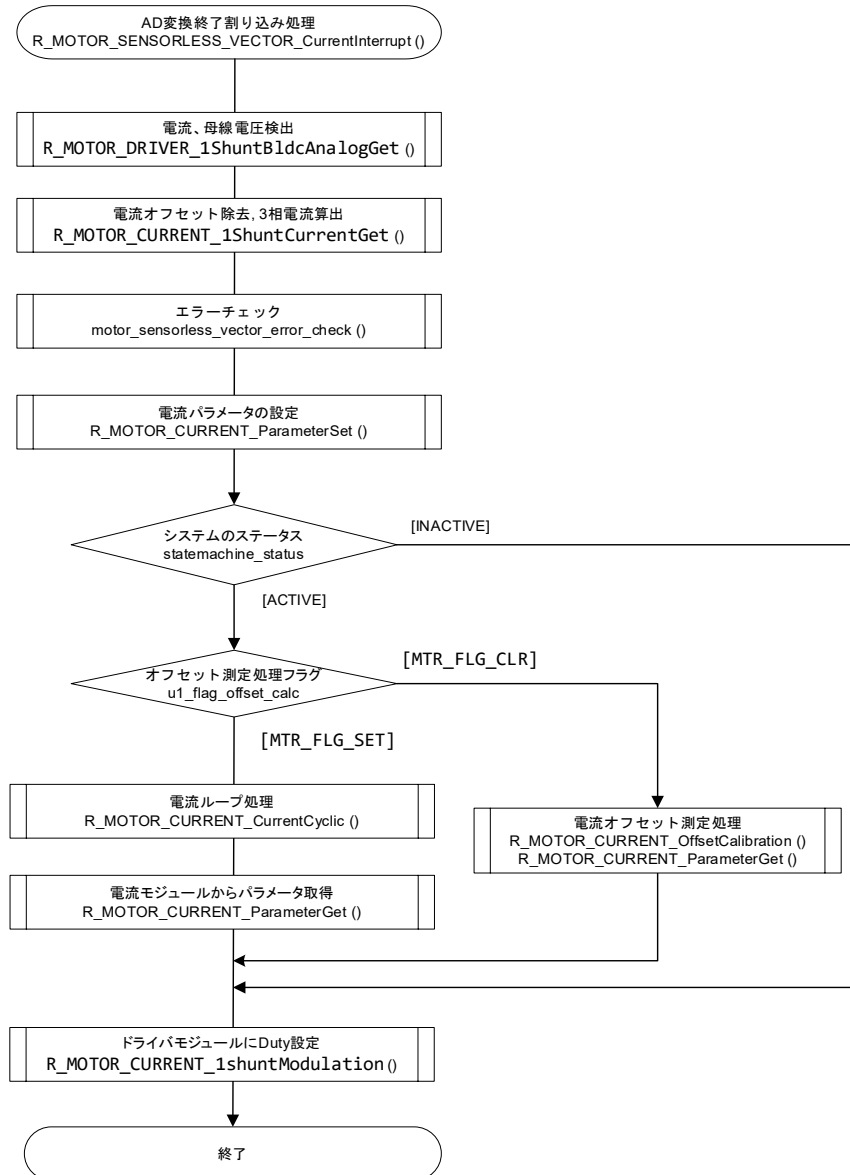 AD変換終了割り込み処理
R_MOTOR_SENSORLESS_VECTOR_CurrentInterrupt ()
電流、母線電圧検出
R_MOTOR_DRIVER_1ShuntBldcAnalogGet ()
電流オフセット除去, 3相電流算出
R_MOTOR_CURRENT_1ShuntCurrentGet ()
エラーチェック
motor_sensorless_vector_error_check ()
電流パラメータの設定
R_MOTOR_CURRENT_ParameterSet ()
システムのステータス
statemachine_status
[INACTIVE]
[ACTIVE]
オフセット測定処理フラグ
u1_flag_offset_calc
[MTR_FLG_CLR]
[MTR_FLG_SET]
電流ループ処理
R_MOTOR_CURRENT_CurrentCyclic ()
電流オフセット測定処理
R_MOTOR_CURRENT_OffsetCalibration ()
R_MOTOR_CURRENT_ParameterGet ()
電流モジュールからパラメータ取得
R_MOTOR_CURRENT_ParameterGet ()
ドライバモジュールにDuty設定
R_MOTOR_CURRENT_1shuntModulation ()
終了